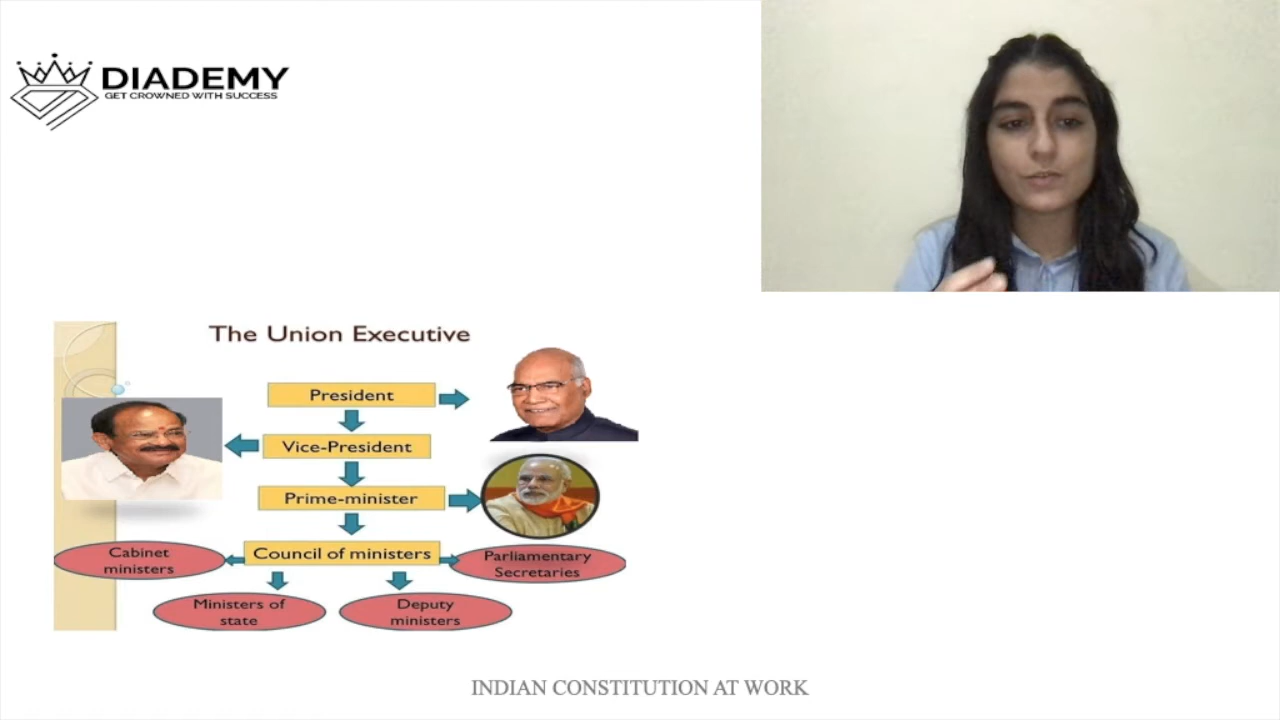 DIADEMY
GET CROWNED WITH SUCCESS
The Union Executive
President
Vice-President
Prime-minister
Council of ministers
Cabinet
ministers
Parliamentary
Secretaries
Ministers of
state
Deputy
ministers
INDIAN CONSTITUTION AT WORK